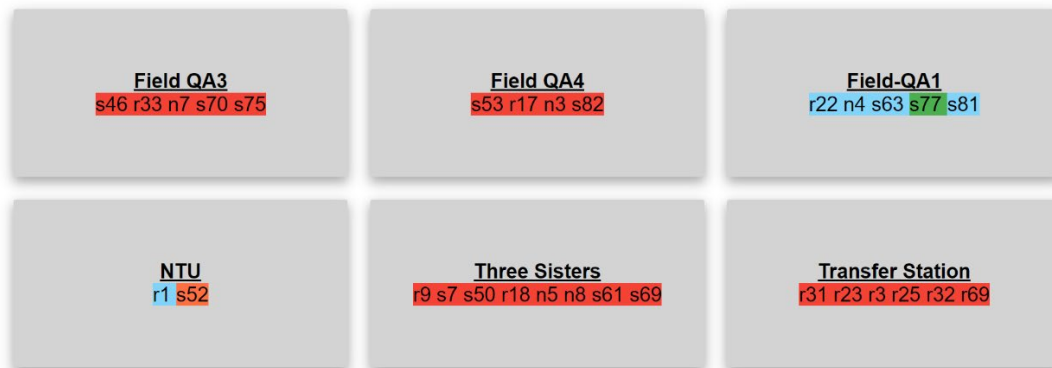 Field QA3
s46 r33 n7 s70 s75
Field QA4
s53 r17 n3 s82
Field-QA1
r22 n4 s63 s77 s81
NTU
r1 s52
Three Sisters
r9 s7 s50 r18 n5 n8 s61 s69
Transfer Station
r31 r23 r3 r25 r32 r69